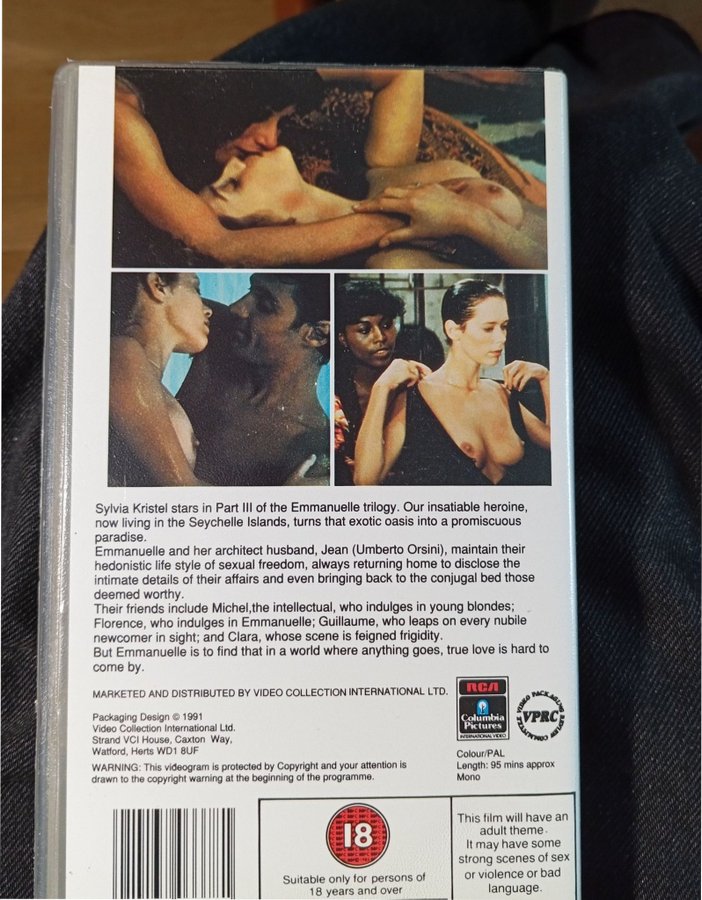 Sylvia Kristel stars in Part III of the Emmanuelle trilogy. Our insatiable heroine,
now living in the Seychelle Islands, turns that exotic oasis into a promiscuous
paradise.
Emmanuelle and her architect husband, Jean (Umberto Orsini), maintain their
hedonistic life style of sexual freedom, always returning home to disclose the
intimate details of their affairs and even bringing back to the conjugal bed those
deemed worthy.
Their friends include Michel,the intellectual, who indulges in young blondes;
Florence, who indulges in Emmanuelle; Guillaume, who leaps on every nubile
newcomer in sight; and Clara, whose scene is feigned frigidity.
But Emmanuelle is to find that in a world where anything goes, true love is hard to
come by.
MARKETED AND DISTRIBUTED BY VIDEO COLLECTION INTERNATIONAL LTD.
Packaging Design © 1991
Video Collection International Ltd.
Strand VCI House, Caxton Way,
Watford, Herts WD1 8UF
WARNING: This videogram is protected by Copyright and your attention is
drawn to the copyright warning at the beginning of the programme.
RCA
Columbia
Pictures
INTERNATIONAL VIDEO
VPRC
Colour/PAL
Length: 95 mins approx
Mono
18
Suitable only for persons of
18 years and over
This film will have an
adult theme.
It may have some
strong scenes of sex
or violence or bad
language.